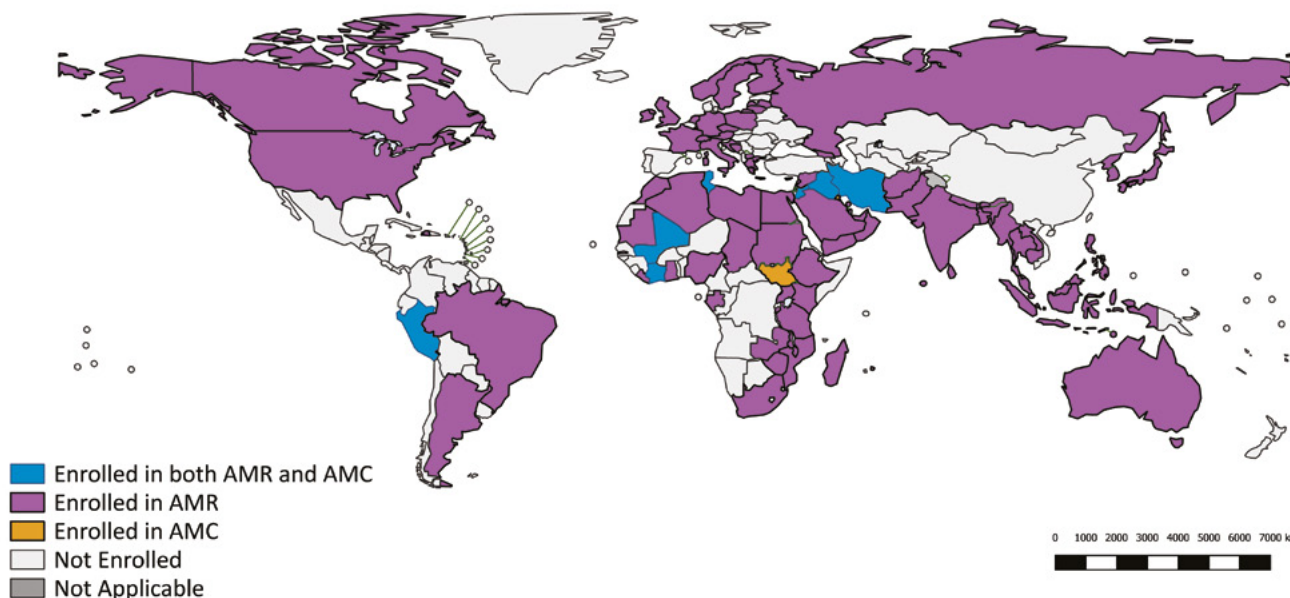 Enrolled in both AMR and AMC
Enrolled in AMR
Enrolled in AMC
Not Enrolled
Not Applicable
0 1000 2000 3000 4000 5000 6000 7000 k